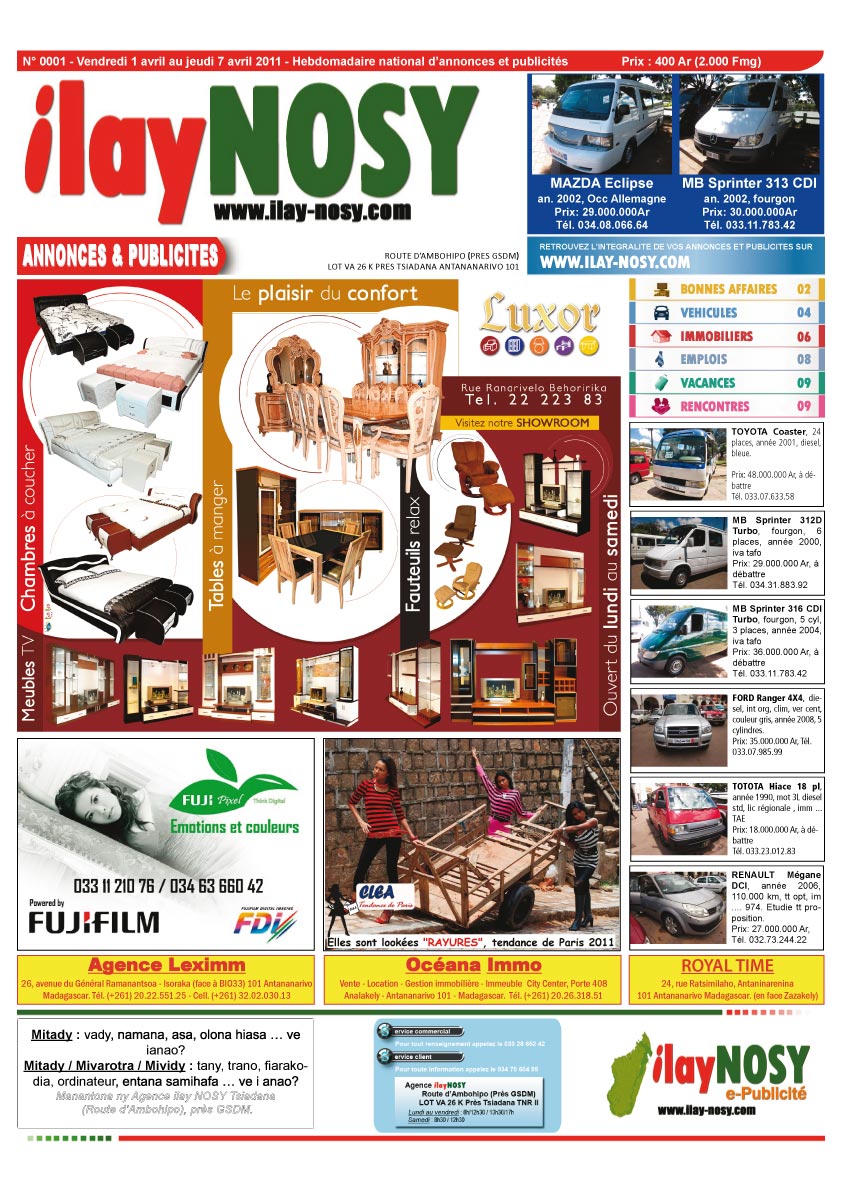 N° 0001 - Vendredi 1 avril au jeudi 7 avril 2011 - Hebdomadaire national d'annonces et publicités Prix : 400 Ar (2.000 Fmg)
ilayNOSY
www.ilay-nosy.com
MAZDA Eclipse
an. 2002, Occ Allemagne
Prix: 29.000.000Ar
Tél. 034.08.066.64
MB Sprinter 313 CDI
an. 2002, fourgon
Prix: 30.000.000Ar
Tél. 033.11.783.42
ANNONCES & PUBLICITES
ROUTE D'AMBOHIPO (PRES GSDM)
LOT VA 26 K PRES TSIADANA ANTANANARIVO 101
RETROUVEZ L'INTEGRALITE DE VOS ANNONCES ET PUBLICITES SUR
WWW.ILAY-NOSY.COM
Le plaisir du confort
Luxor
Rue Ranarivelo Behoririka
Tel. 22 223 83
Visitez notre SHOWROOM
Meubles TV
Chambres à coucher
Tables à manger
Fauteuils relax
Ouvert du lundi au samedi
BONNES AFFAIRES 02
VEHICULES 04
IMMOBILIERS 06
EMPLOIS 08
VACANCES 09
RENCONTRES 09
TOYOTA Coaster, 24
places, année 2001, diesel,
bleue.
Prix: 48.000.000 Ar, à dé-
battre
Tél. 033.07.633.58
MB Sprinter 312D
Turbo, fourgon, 6
places, année 2000,
iva tafo
Prix: 29.000.000 Ar, à
débattre
Tél. 034.31.883.92
MB Sprinter 316 CDI
Turbo, fourgon, 5 cyl,
3 places, année 2004,
iva tafo
Prix: 36.000.000 Ar, à
débattre
Tél. 033.11.783.42
FORD Ranger 4X4, die-
sel, int org, clim, ver cent,
couleur gris, année 2008, 5
cylindres.
Prix: 35.000.000 Ar, Tél.
033.07.985.99
TOTOTA Hiace 18 pl,
année 1990, mot 3l, diesel
std, lic régionale , imm ...
TAE
Prix: 18.000.000 Ar, à dé-
battre
Tél. 033.23.012.83
RENAULT Mégane
DCI, année 2006,
110.000 km, tt opt, im
.... 974. Etudie tt pro-
position.
Prix: 27.000.000 Ar,
Tél. 032.73.244.22
FUJI Pixel Think Digital
Emotions et couleurs
033 11 210 76 / 034 63 660 42
Powered by
FUJIFILM
FUJIFILM DIGITAL IMAGING
FDi
CLEA
Tendance de Paris
Elles sont lookées "RAYURES", tendance de Paris 2011
Agence Leximm
26, avenue du Général Ramanantsoa - Isoraka (face à BIO33) 101 Antananarivo
Madagascar. Tél. (+261) 20.22.551.25 - Cell. (+261) 32.02.030.13
Océana Immo
Vente - Location - Gestion immobilière - Immeuble City Center, Porte 408
Analakely - Antananarivo 101 - Madagascar. Tél. (+261) 20.26.318.51
ROYAL TIME
24, rue Ratsimilaho, Antaninarenina
101 Antananarivo Madagascar. (en face Zazakely)
Mitady : vady, namana, asa, olona hiasa … ve
ianao?
Mitady / Mivarotra / Mividy : tany, trano, fiarako-
dia, ordinateur, entana samihafa … ve i anao?
Manantona ny Agence ilay NOSY Tsiadana
(Route d'Ambohipo), près GSDM.
ervice commercial
Pour tout renseignement appelez le 033 28 662 42
ervice client
Pour toute information appelez le 034 70 604 99
Agence ilayNOSY
Route d'Ambohipo (Près GSDM)
LOT VA 26 K Près Tsiadana TNR II
Lundi au vendredi : 8h/12h30 / 13h30/17h
Samedi : 8h30 / 12h30
ilayNOSY
e-Publicité
www.ilay-nosy.com